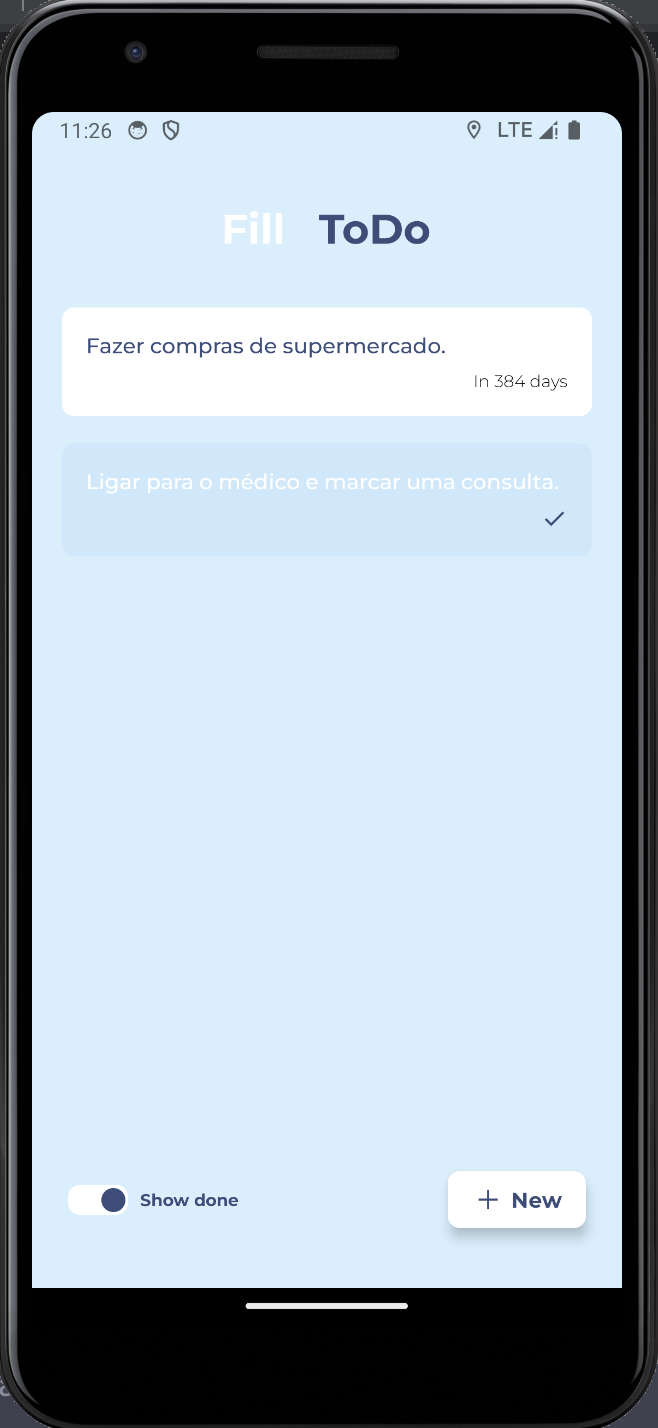 11:26 LTE
Fill ToDo
Fazer compras de supermercado.
In 384 days
Ligar para o médico e marcar uma consulta.
Show done
New